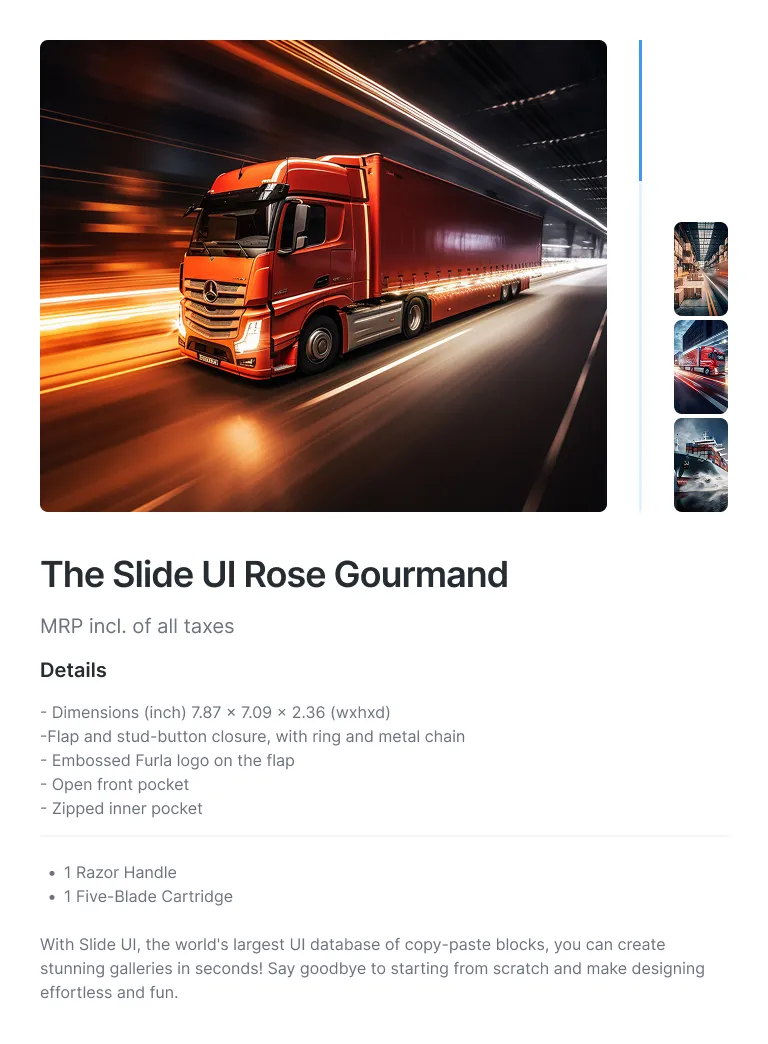 The Slide UI Rose Gourmand
MRP incl. of all taxes
Details
- Dimensions (inch) 7.87 × 7.09 × 2.36 (wxhxd)
-Flap and stud-button closure, with ring and metal chain
- Embossed Furla logo on the flap
- Open front pocket
- Zipped inner pocket
• 1 Razor Handle
• 1 Five-Blade Cartridge
With Slide UI, the world's largest UI database of copy-paste blocks, you can create
stunning galleries in seconds! Say goodbye to starting from scratch and make designing
effortless and fun.